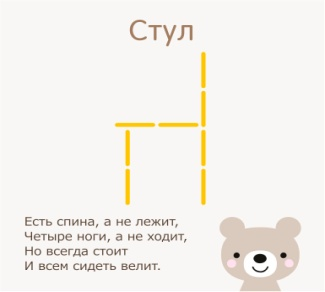 Стул
Есть спина, а не лежит,
Четыре ноги, а не ходит,
Но всегда стоит
И всем сидеть велит.